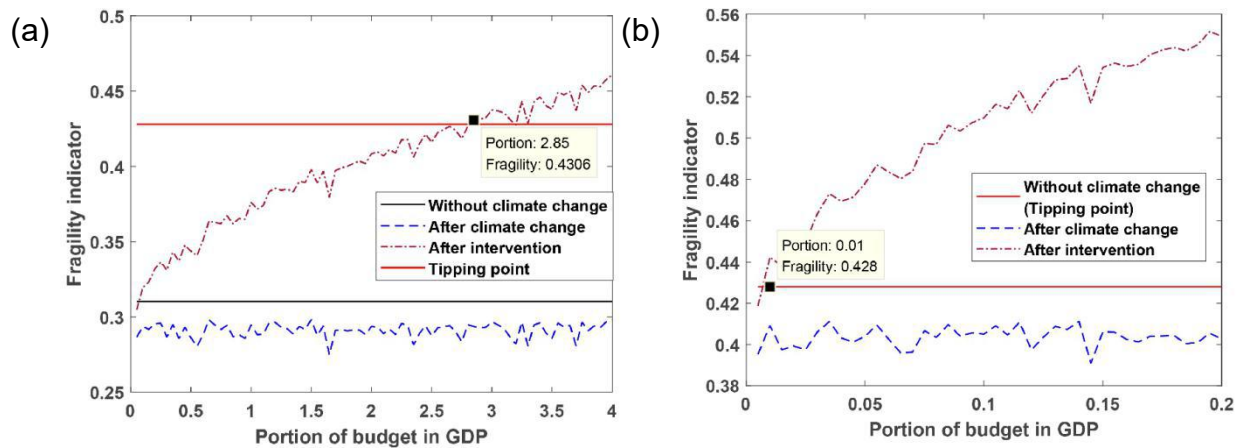 (a)
Fragility indicator
0.5
0.45
0.4
0.35
0.3
0.25
Portion: 2.85
Fragility: 0.4306
Without climate change
After climate change
After intervention
Tipping point
0 0.5 1 1.5 2 2.5 3 3.5 4
Portion of budget in GDP
(b)
Fragility indicator
0.56
0.54
0.52
0.5
0.48
0.46
0.44
0.42
0.4
0.38
Without climate change
(Tipping point)
After climate change
After intervention
Portion: 0.01
Fragility: 0.428
0 0.05 0.1 0.15 0.2
Portion of budget in GDP